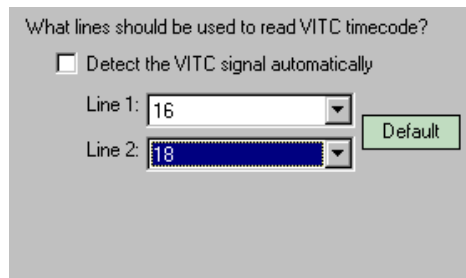 What lines should be used to read VITC timecode?
Detect the VITC signal automatically
Line 1: 16
Default
Line 2: 18